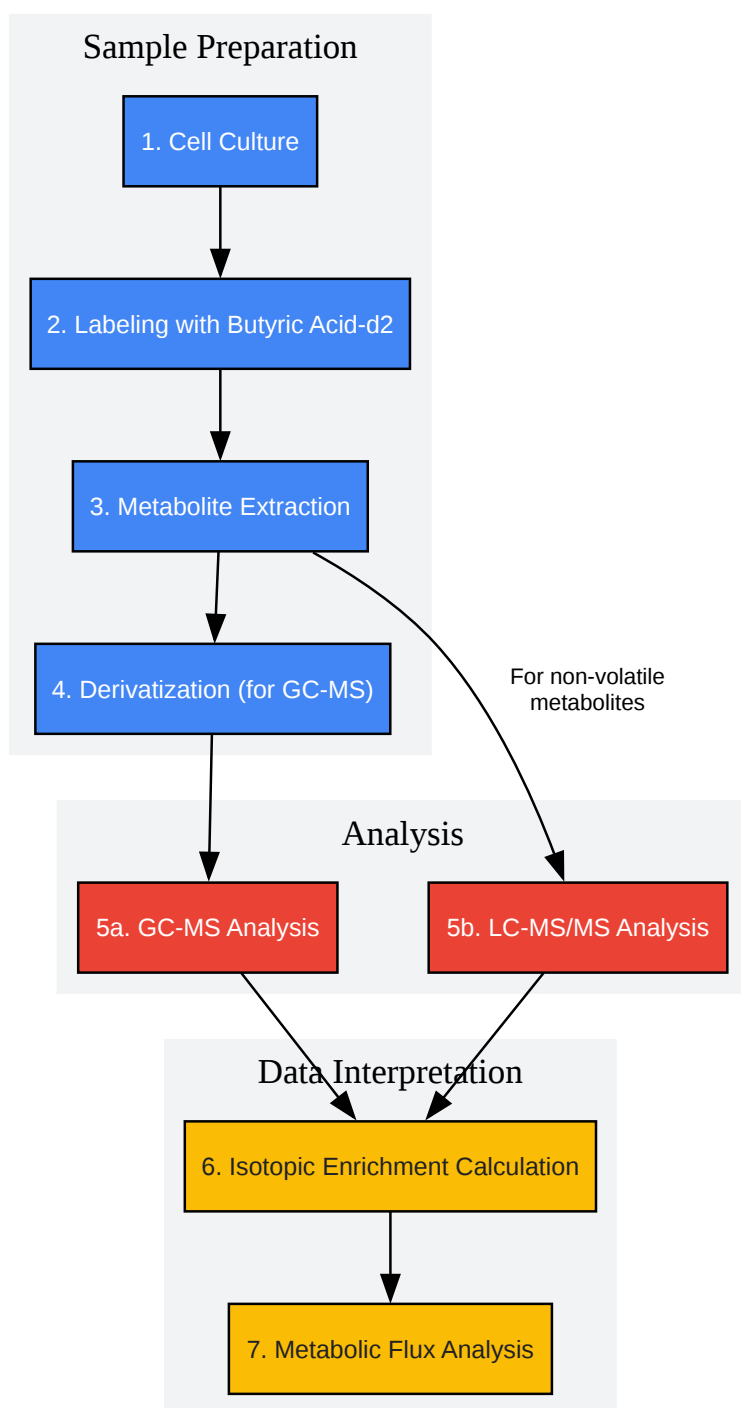 Sample Preparation
1. Cell Culture
2. Labeling with Butyric Acid-d2
3. Metabolite Extraction
4. Derivatization (for GC-MS)
For non-volatile
metabolites
Analysis
5a. GC-MS Analysis
5b. LC-MS/MS Analysis
Data Interpretation
6. Isotopic Enrichment Calculation
7. Metabolic Flux Analysis